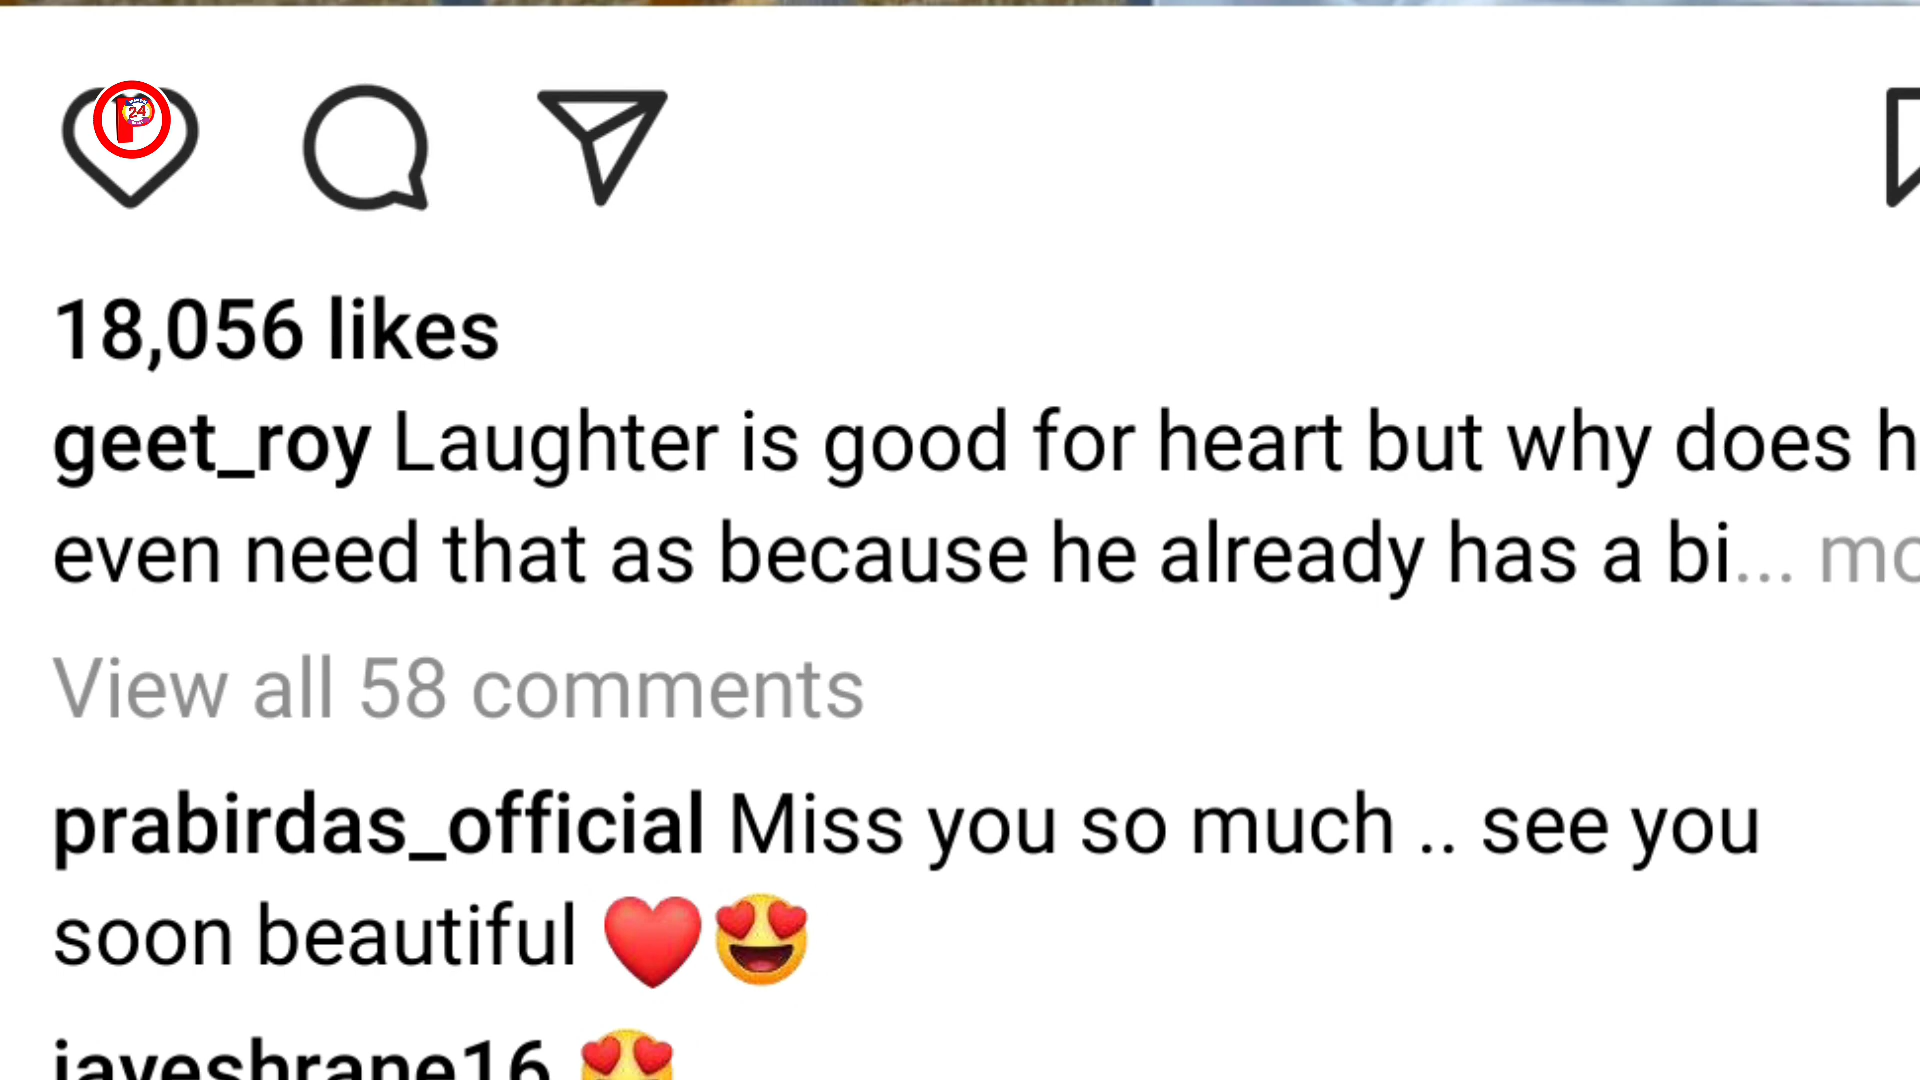 24
18,056 likes
geet_roy Laughter is good for heart but why does h
even need that as because he already has a bi... mo
View all 58 comments
prabirdas_official Miss you so much .. see you
soon beautiful ❤️😍
jayeshrane16 😍